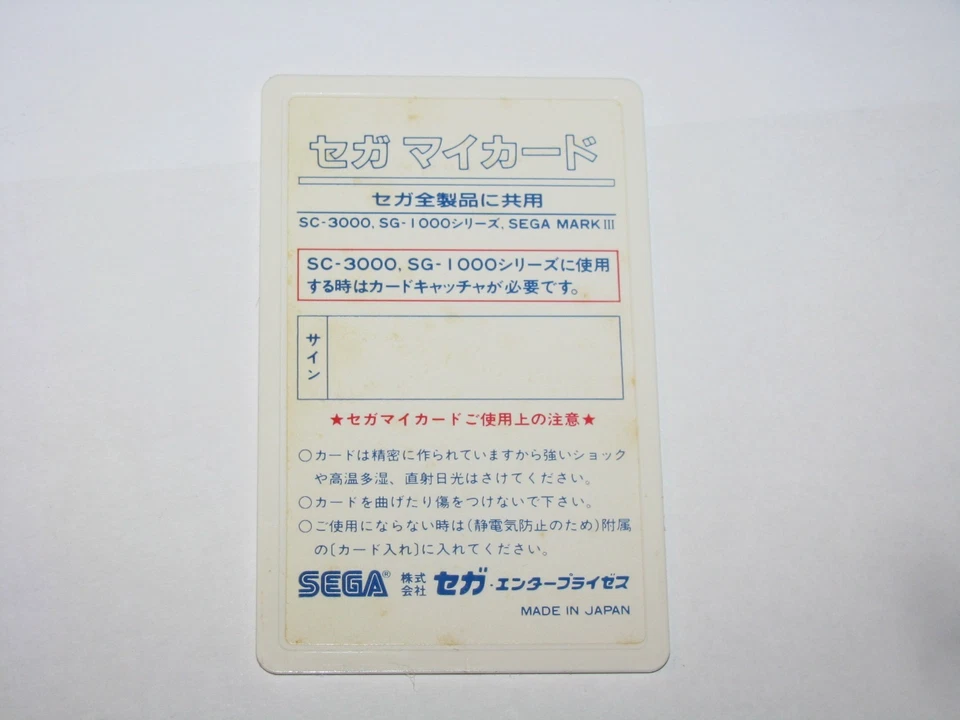 セガ マイカード
セガ全製品に共用
SC-3000, SG-1000シリーズ, SEGA MARK III
SC-3000, SG-1000シリーズに使用
する時はカードキャッチャが必要です。
サイン
★セガマイカードご使用上の注意★
○カードは精密に作られていますから強いショック
や高温多湿、直射日光はさけてください。
○カードを曲げたり傷をつけないで下さい。
○ご使用にならない時は(静電気防止のため)附属
の〔カード入れ〕に入れてください。
SEGA® 株式会社 セガ・エンタープライゼス
MADE IN JAPAN